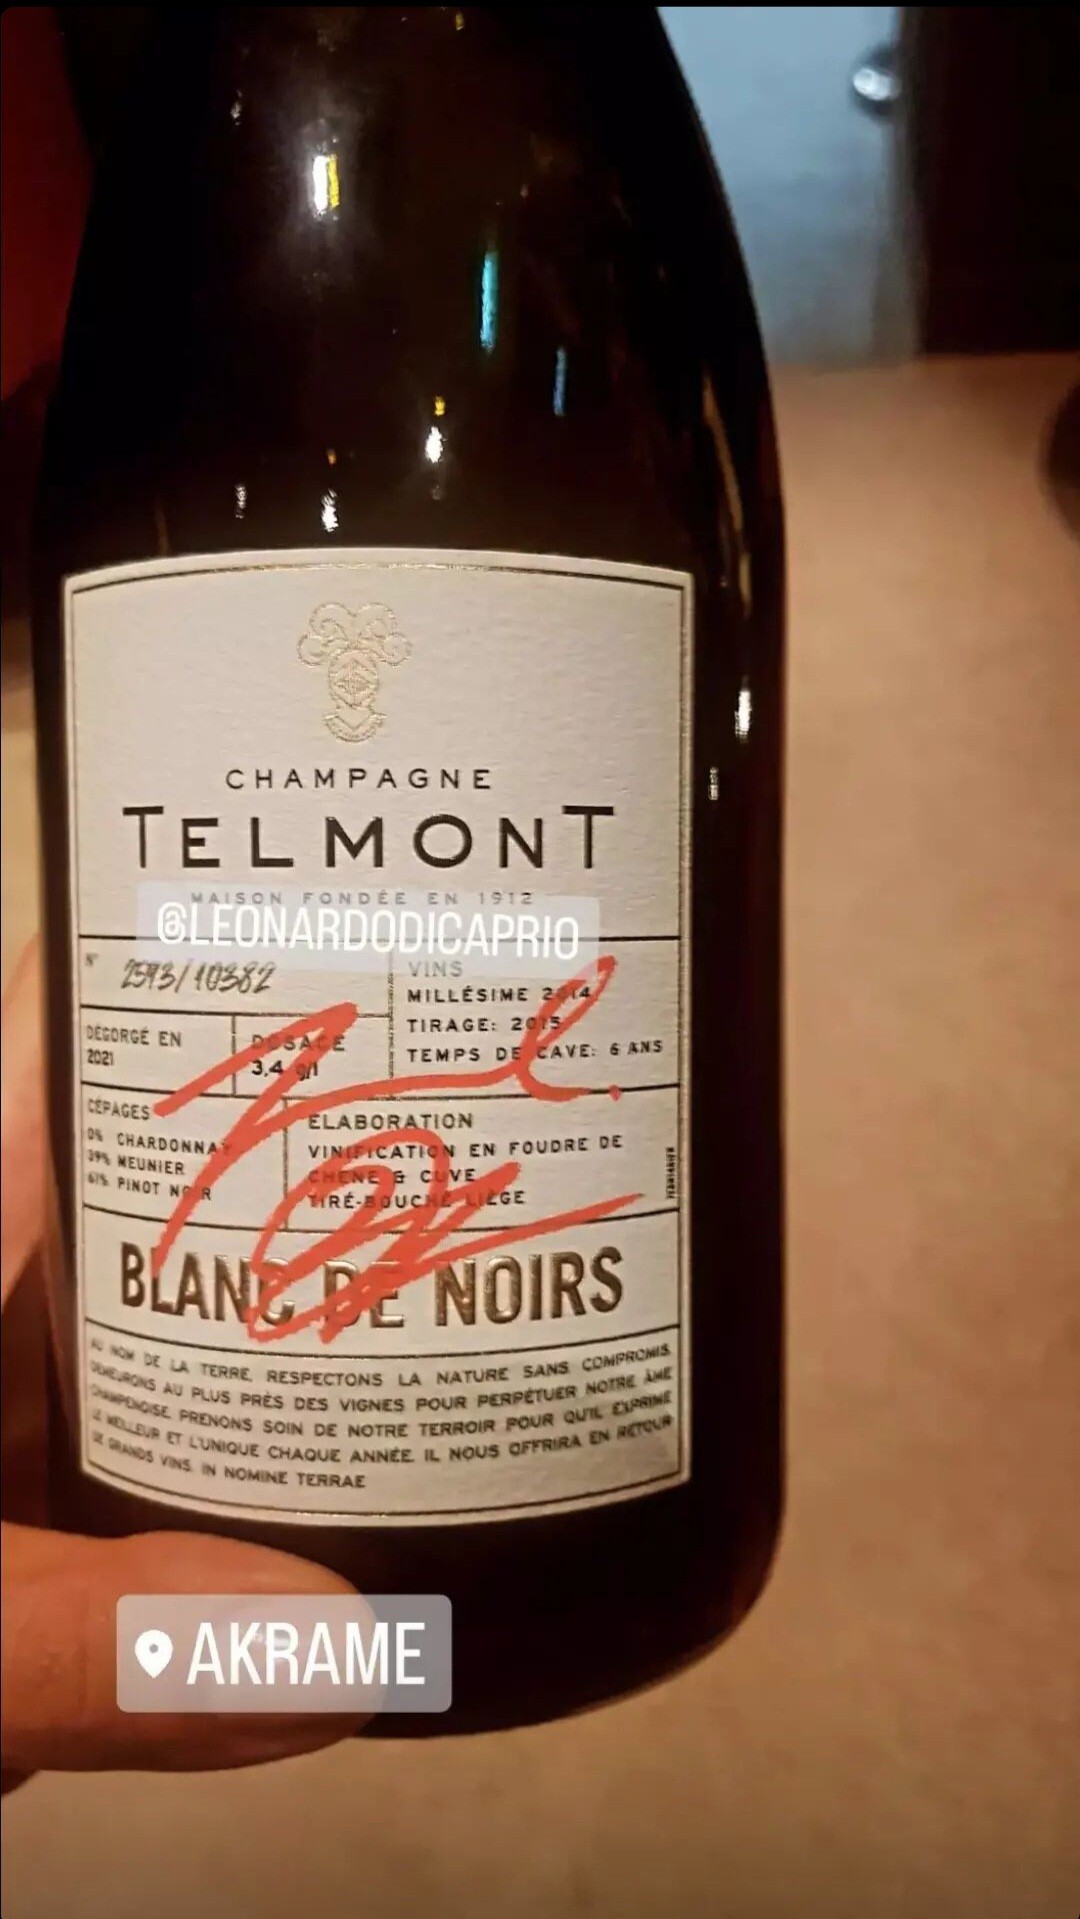 CHAMPAGNE
TELMONT
MAISON FONDÉE EN 1912
@LEONARDODICAPRIO
N° 2593/10382
VINS
MILLÉSIME 2014
TIRAGE: 2015
TEMPS DE CAVE: 6 ANS
DÉGORGÉ EN
2021
DOSAGE
3,4 g/l
CÉPAGES
0% CHARDONNAY
39% MEUNIER
61% PINOT NOIR
ELABORATION
VINIFICATION EN FOUDRE DE
CHENE & CUVE
TIRÉ-BOUCHÉ LIÈGE
BLANC DE NOIRS
AU NOM DE LA TERRE, RESPECTONS LA NATURE SANS COMPROMIS.
DEMEURONS AU PLUS PRÈS DES VIGNES POUR PERPÉTUER NOTRE ÂME
CHAMPENOISE. PRENONS SOIN DE NOTRE TERROIR POUR QU'IL EXPRIME
LE MEILLEUR ET L'UNIQUE CHAQUE ANNÉE. IL NOUS OFFRIRA EN RETOUR
DE GRANDS VINS. IN NOMINE TERRAE
AKRAME